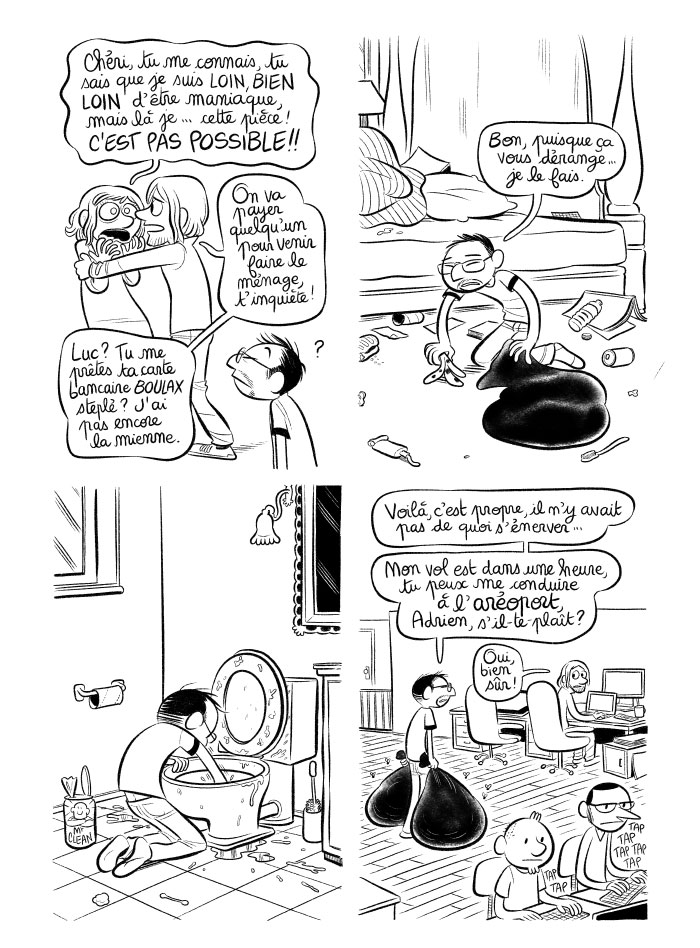 Chéri, tu me connais, tu
sais que je suis LOIN, BIEN
LOIN d'être maniaque,
mais là je... cette pièce !
C'EST PAS POSSIBLE !!
On va
payer
quelqu'un
pour venir
faire le
ménage,
t'inquiète !
Luc ? Tu me
prêtes ta carte
bancaire BOULAX
steplé ? J'ai
pas encore
la mienne.
?
Bon, puisque ça
vous dérange...
je le fais.
MR
CLEAN
Voilà, c'est propre, il n'y avait
pas de quoi s'énerver...
Mon vol est dans une heure,
tu peux me conduire
à l'aréoport,
Adrien, s'il-te-plaît ?
Oui,
bien
sûr !
TAP
TAP
TAP
TAP TAP
TAP
TAP
TAP